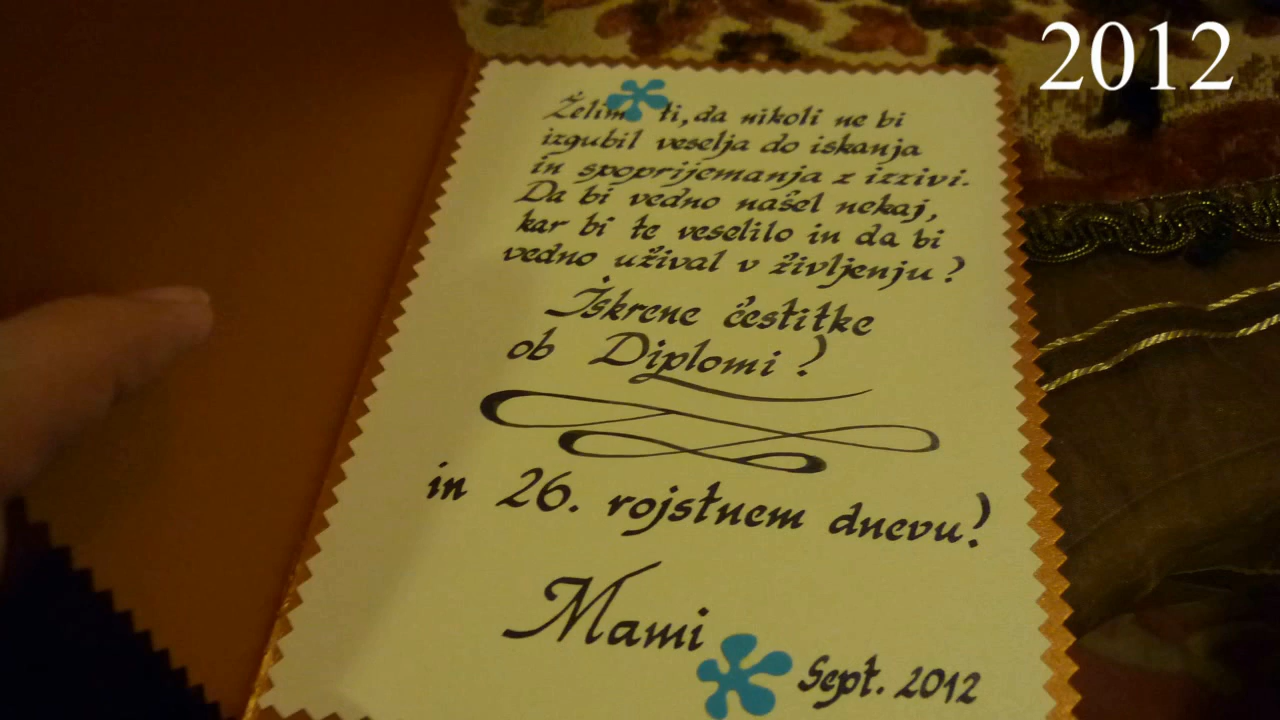 2012
Želim ti, da nikoli ne bi
izgubil veselja do iskanja
in spoprijemanja z izzivi.
Da bi vedno našel nekaj,
kar bi te veselilo in da bi
vedno užival v življenju!
Iskrene čestitke
ob Diplomi!
in 26. rojstnem dnevu!
Mami
Sept. 2012